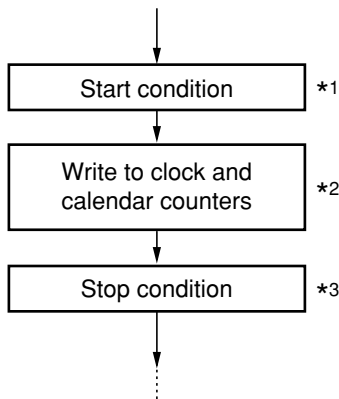 Start condition
*1
Write to clock and
calendar counters
*2
Stop condition
*3